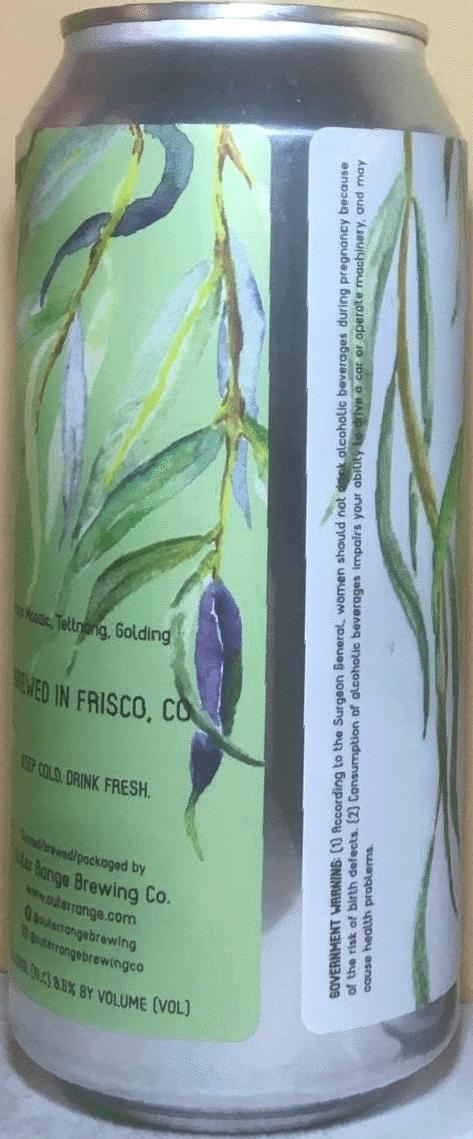 Mosaic, Tettnang, Golding
BREWED IN FRISCO, CO
KEEP COLD. DRINK FRESH.
brewed/packaged by
Outer Range Brewing Co.
www.outerrange.com
@outerrangebrewing
@outerrangebrewingco
(ALC) 8.6% BY VOLUME (VOL)
GOVERNMENT WARNING: (1) According to the Surgeon General, women should not drink alcoholic beverages during pregnancy because
of the risk of birth defects. (2) Consumption of alcoholic beverages impairs your ability to drive a car or operate machinery, and may
cause health problems.